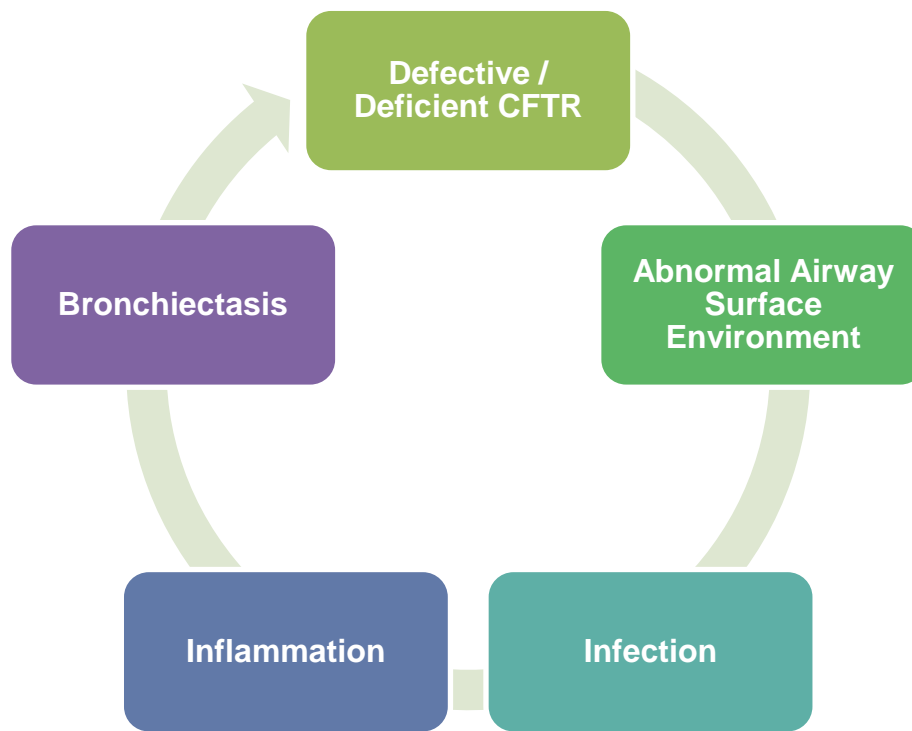 Defective /
Deficient CFTR
Abnormal Airway
Surface
Environment
Infection
Inflammation
Bronchiectasis